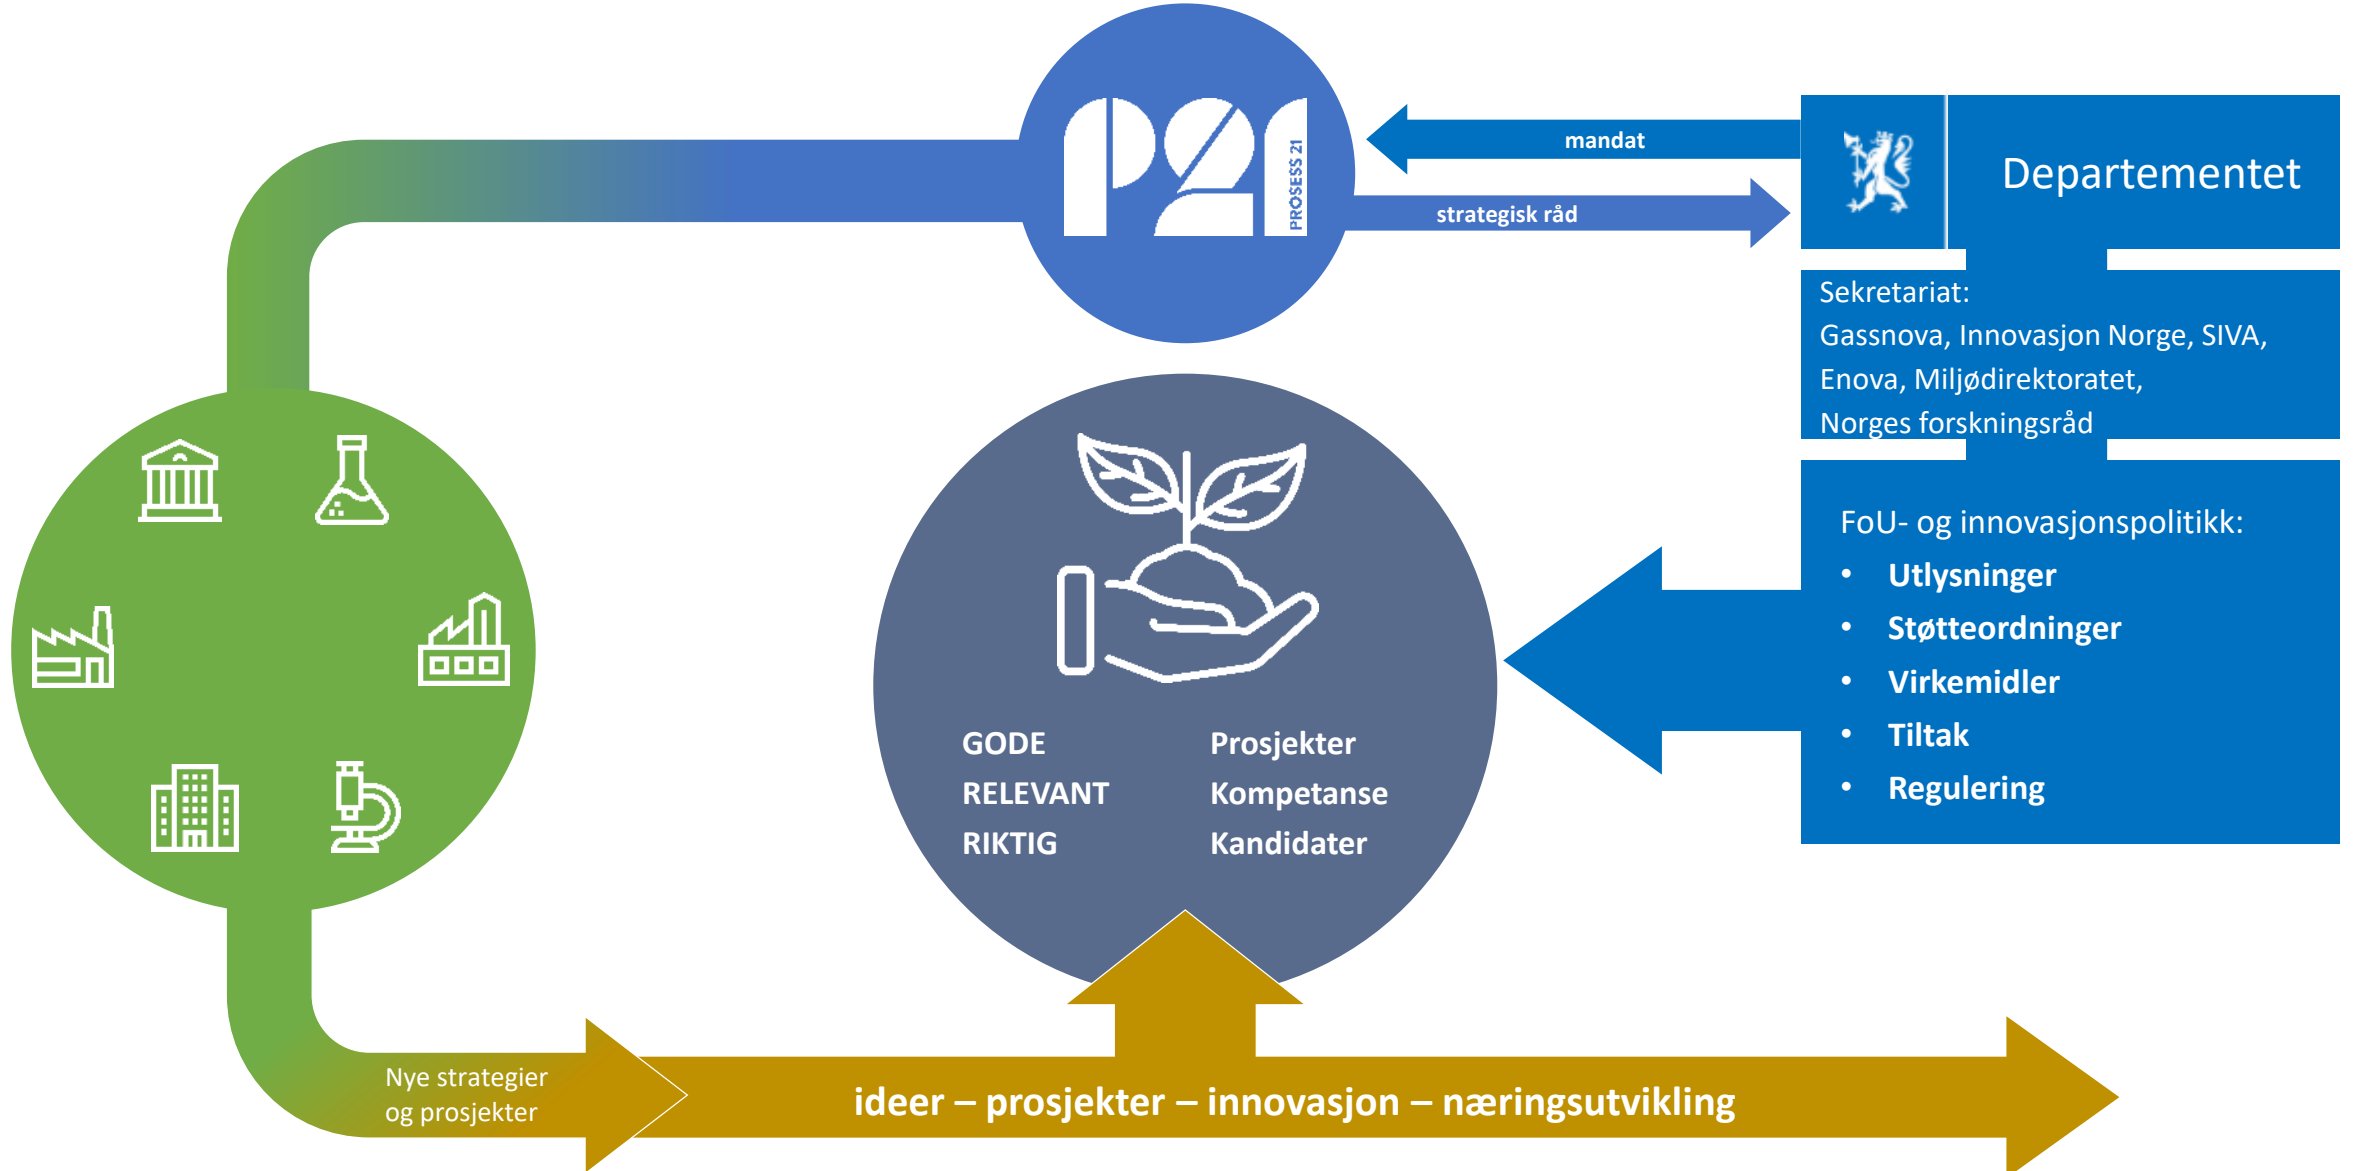 P21
PROSESS 21
mandat
strategisk råd
Departementet
Sekretariat:
Gassnova, Innovasjon Norge, SIVA,
Enova, Miljødirektoratet,
Norges forskningsråd
FoU- og innovasjonspolitikk:
• Utlysninger
• Støtteordninger
• Virkemidler
• Tiltak
• Regulering
GODE Prosjekter
RELEVANT Kompetanse
RIKTIG Kandidater
Nye strategier
og prosjekter
ideer – prosjekter – innovasjon – næringsutvikling